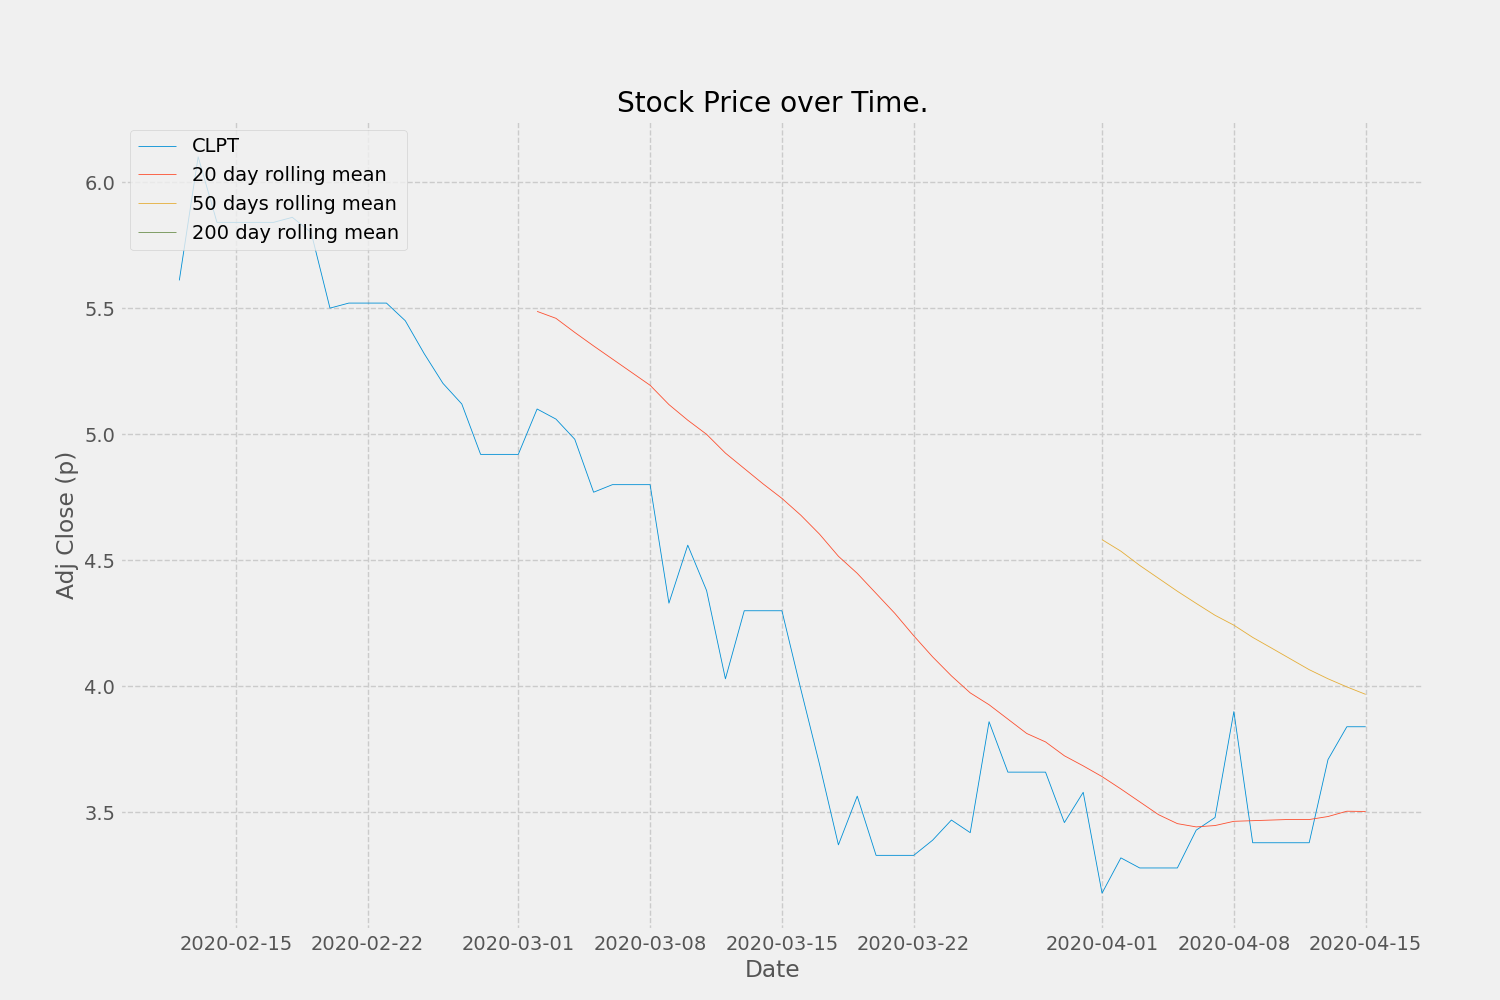 Stock Price over Time.
CLPT
20 day rolling mean
50 days rolling mean
200 day rolling mean
6.0
5.5
5.0
4.5
4.0
3.5
Adj Close (p)
2020-02-15 2020-02-22 2020-03-01 2020-03-08 2020-03-15 2020-03-22 2020-04-01 2020-04-08 2020-04-15
Date